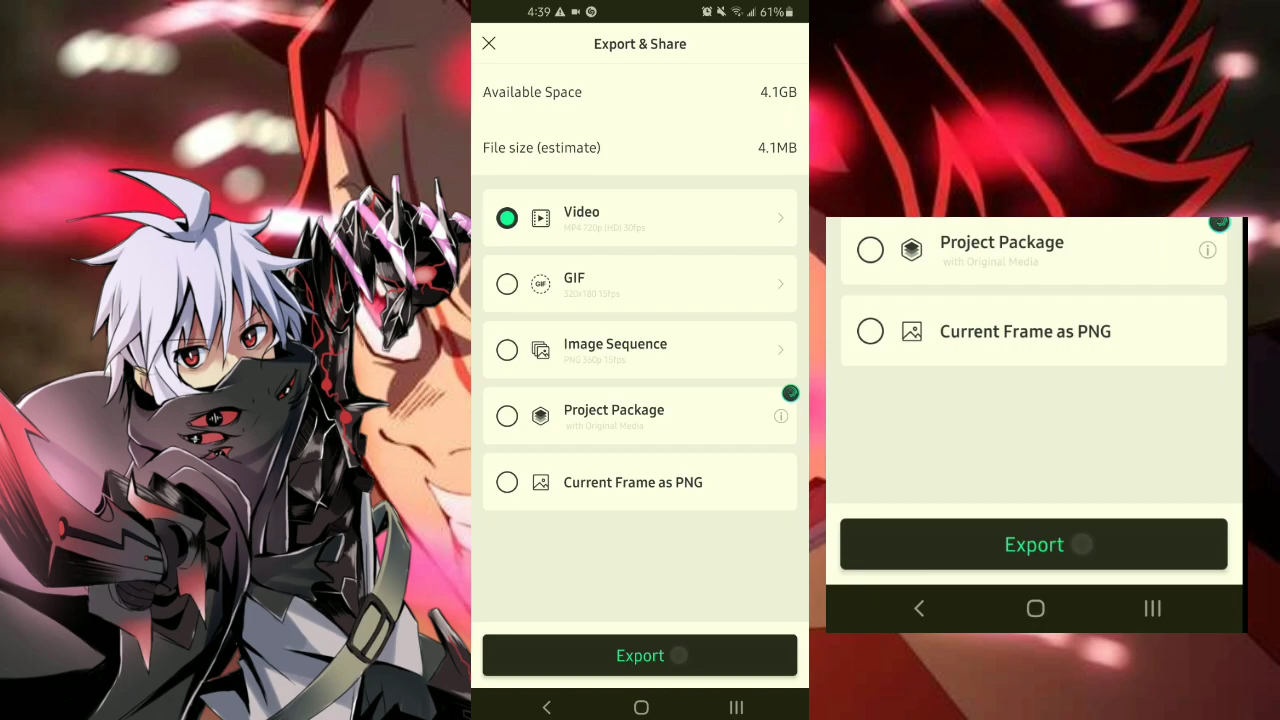 4:39
61%
Export & Share
Available Space 4.1GB
File size (estimate) 4.1MB
Video
MP4 720p (HD) 30fps
GIF
GIF
320x180 15fps
Image Sequence
PNG 360p 15fps
Project Package
with Original Media
Current Frame as PNG
Export
Project Package
with Original Media
Current Frame as PNG
Export